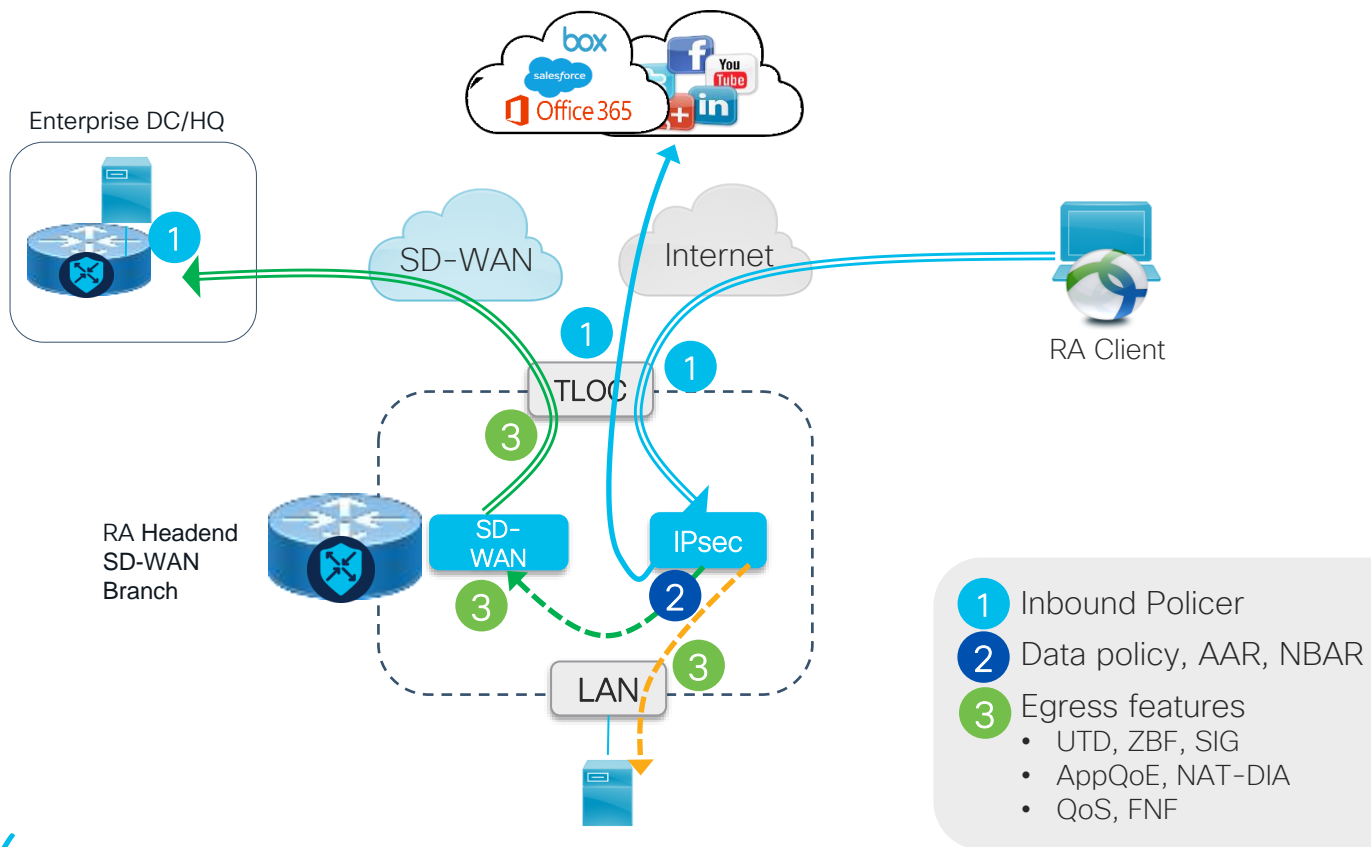 box
salesforce
Office 365
f
You
Tube
+
in
Enterprise DC/HQ
1
SD-WAN
Internet
RA Client
1
1
TLOC
3
RA Headend
SD-WAN
Branch
SD-
WAN
IPsec
3
2
3
LAN
1 Inbound Policer
2 Data policy, AAR, NBAR
3 Egress features
• UTD, ZBF, SIG
• AppQoE, NAT-DIA
• QoS, FNF